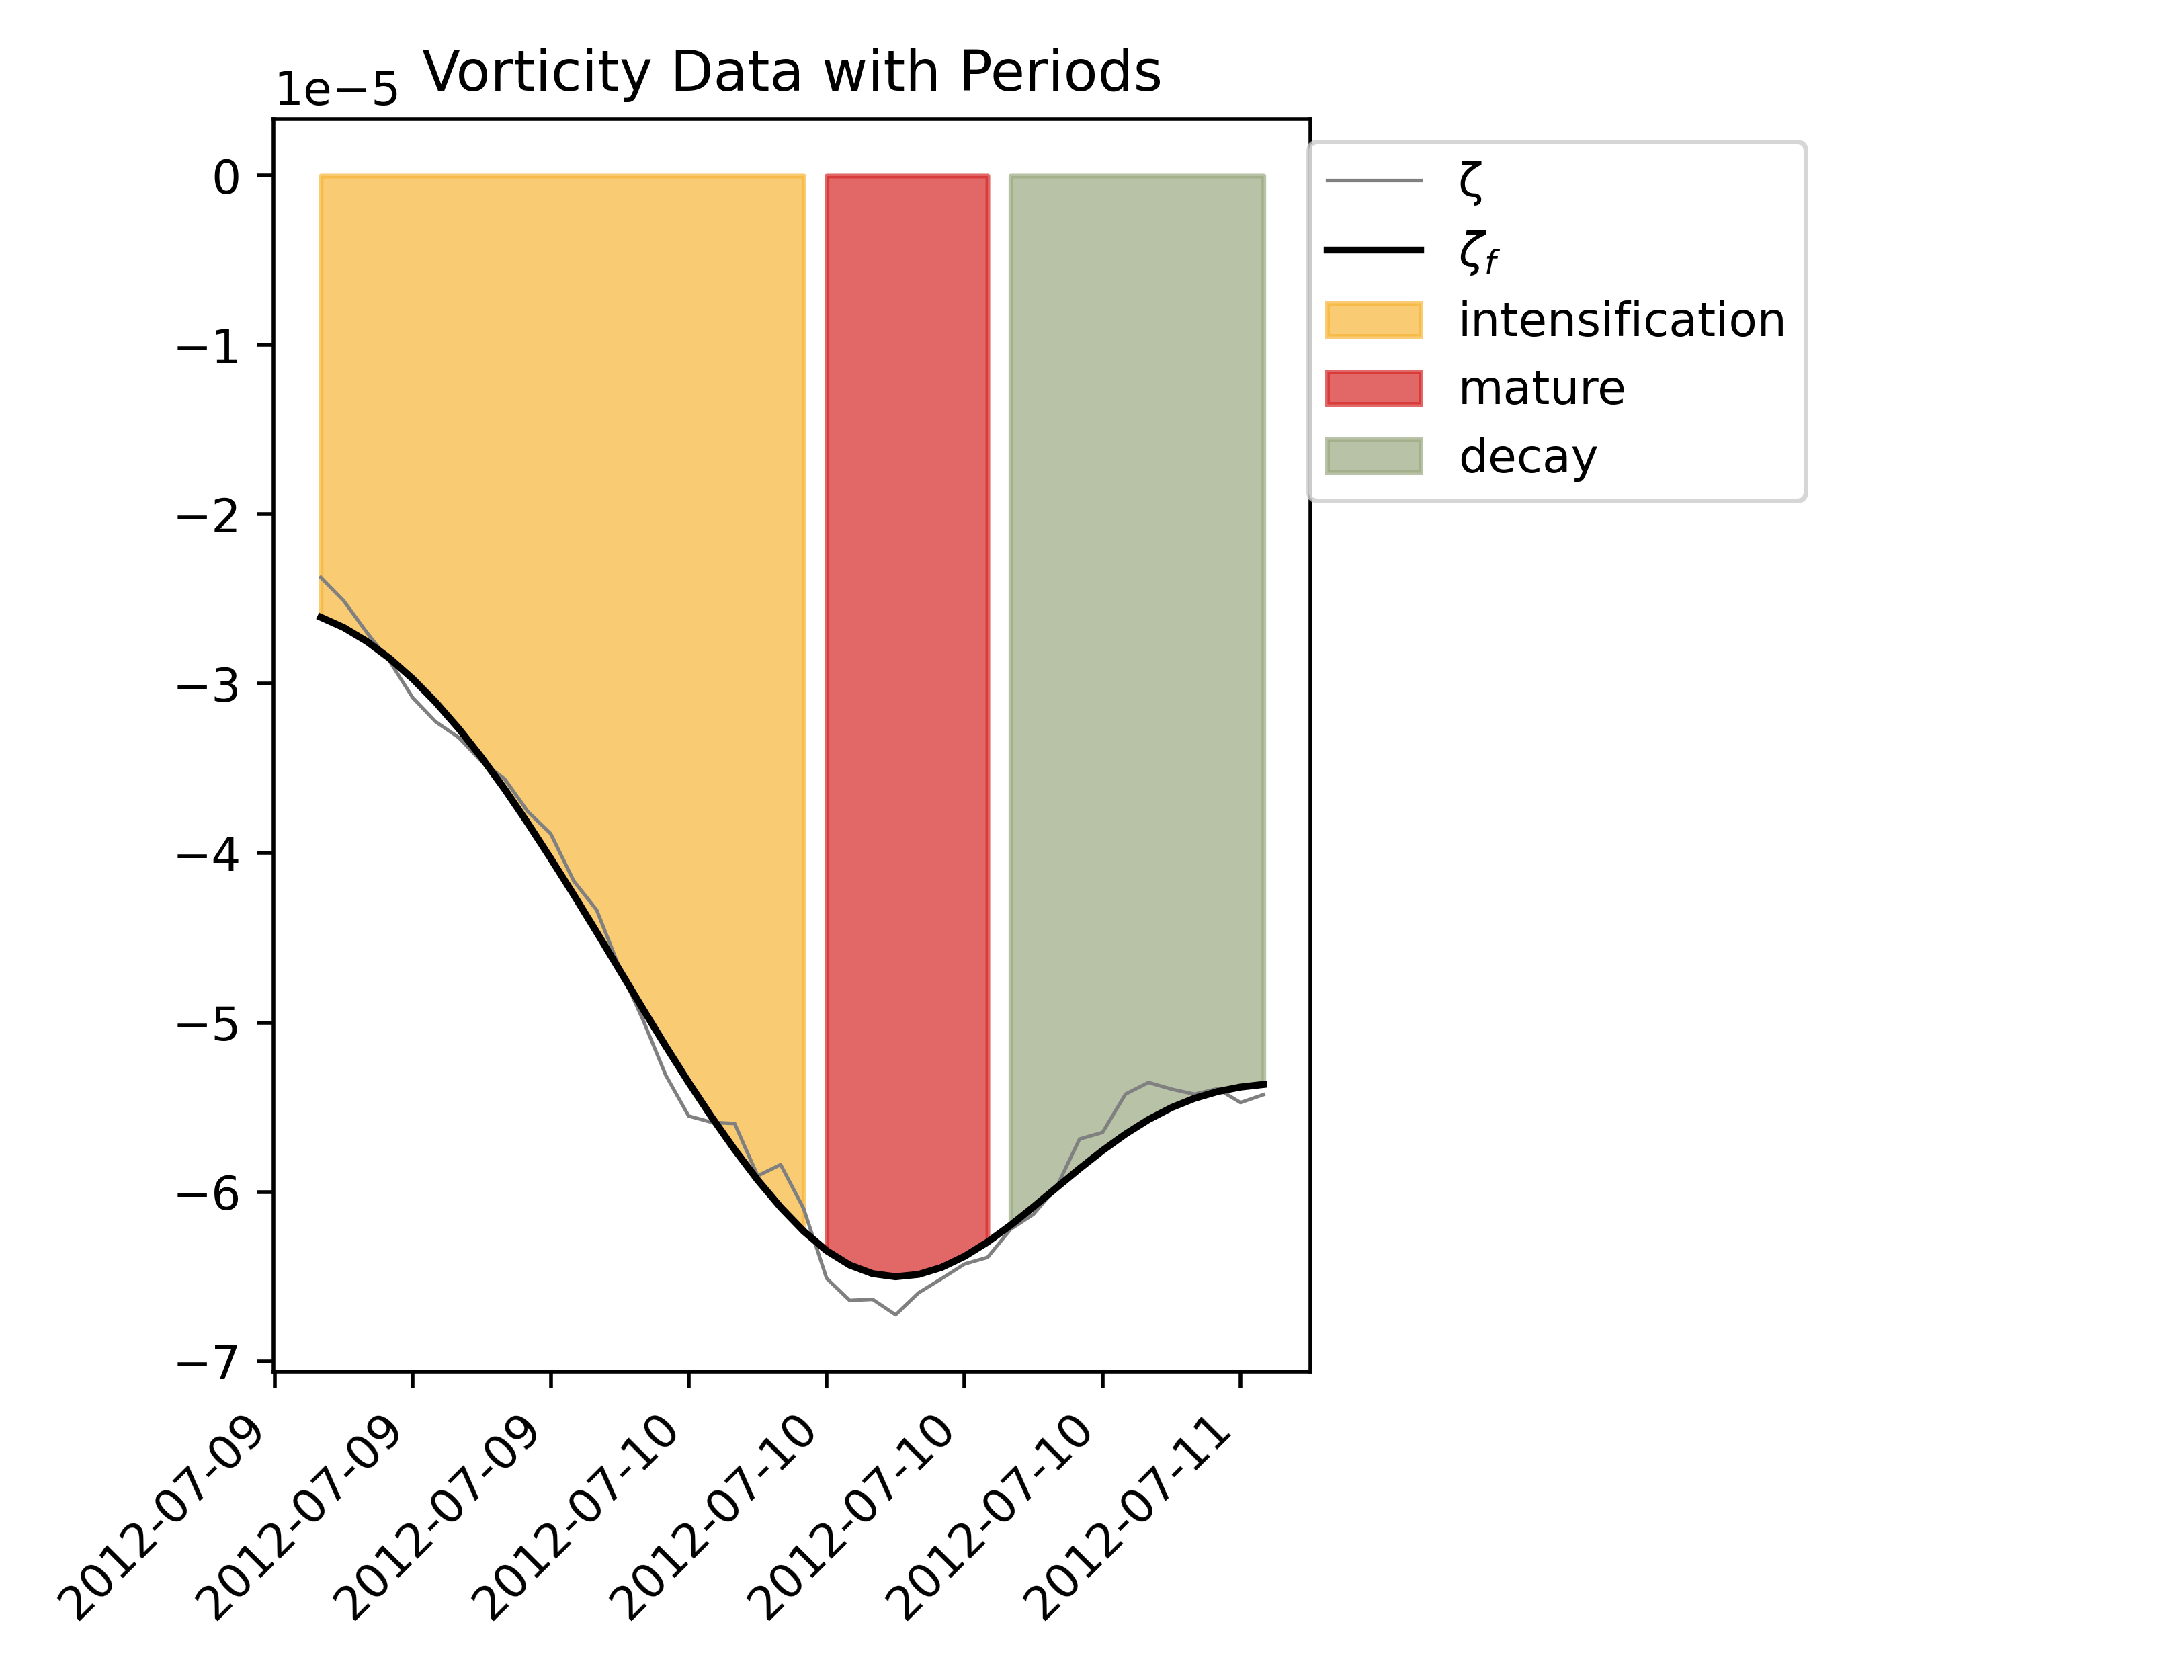 Vorticity Data with Periods
1e−5
0
−1
−2
−3
−4
−5
−6
−7
2012-07-09
2012-07-09
2012-07-09
2012-07-10
2012-07-10
2012-07-10
2012-07-10
2012-07-11
ζ
ζf
intensification
mature
decay